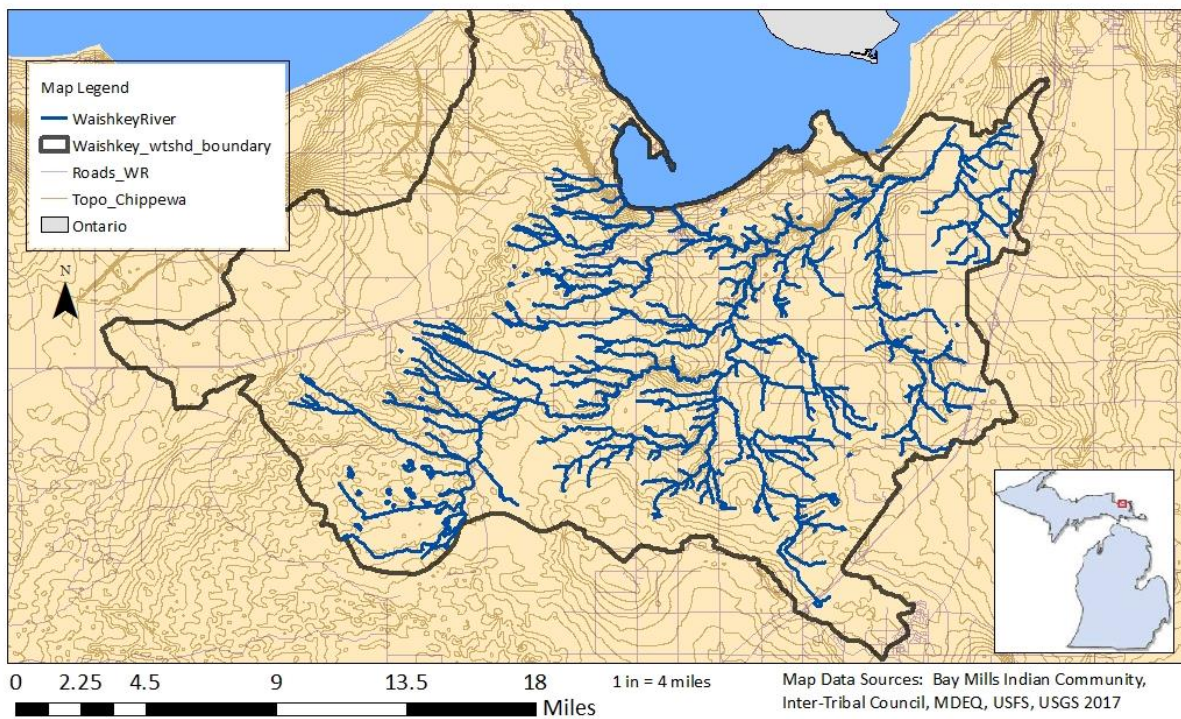 Map Legend
WaishkeyRiver
Waishkey_wtshd_boundary
Roads_WR
Topo_Chippewa
Ontario
N
0 2.25 4.5 9 13.5 18
Miles
1 in = 4 miles
Map Data Sources: Bay Mills Indian Community,
Inter-Tribal Council, MDEQ, USFS, USGS 2017